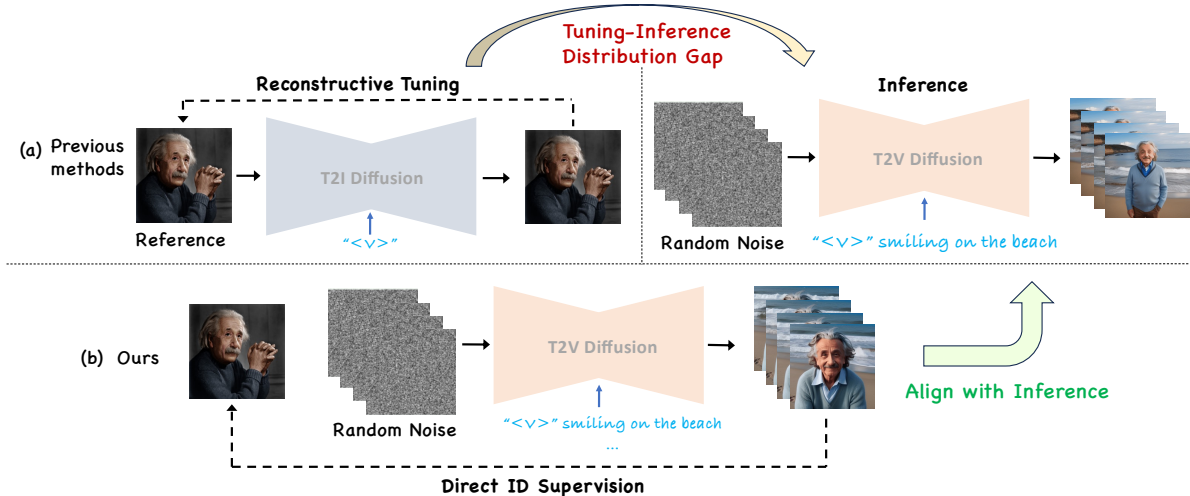 Tuning-Inference
Distribution Gap
Reconstructive Tuning
Inference
(a) Previous
methods
T2I Diffusion
T2V Diffusion
Reference
"<v>"
Random Noise
"<v>" smiling on the beach
(b) Ours
T2V Diffusion
Align with Inference
Random Noise
"<v>" smiling on the beach
...
Direct ID Supervision